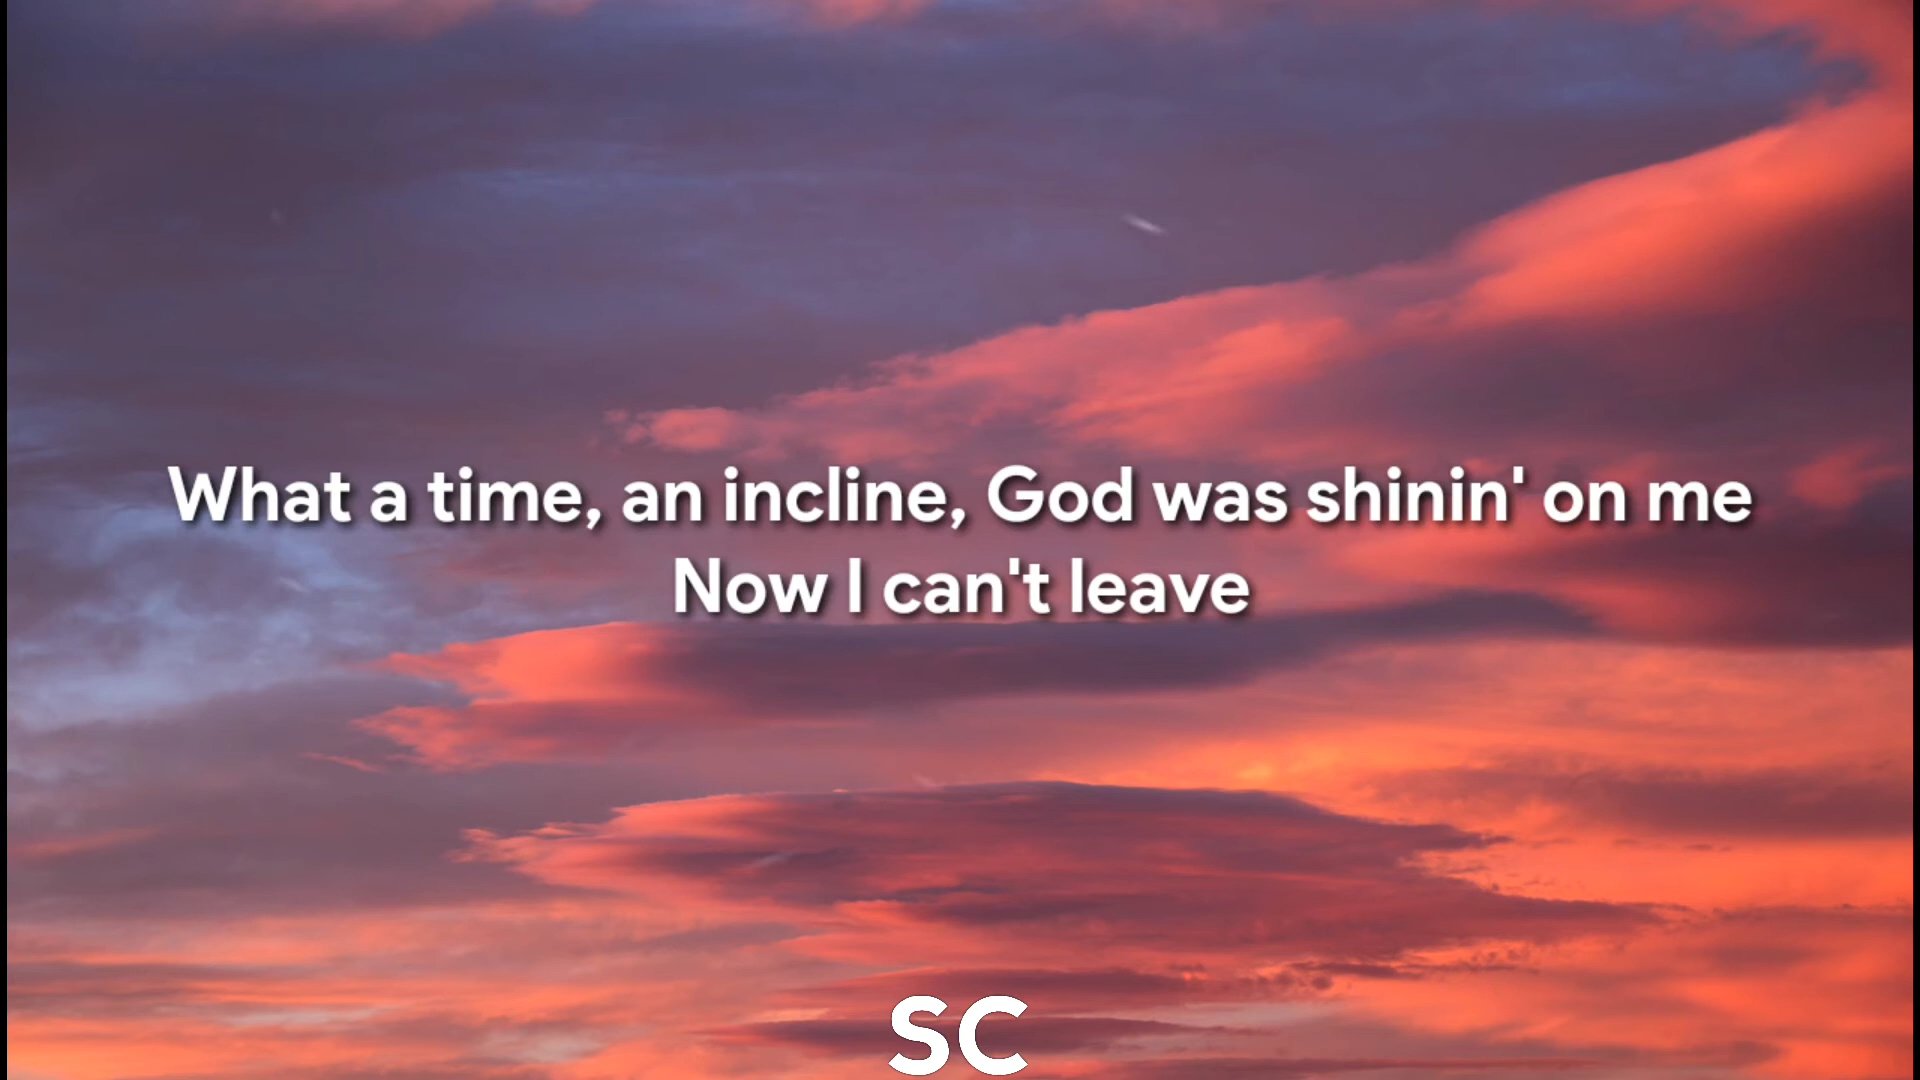 What a time, an incline, God was shinin' on me
Now I can't leave
SC